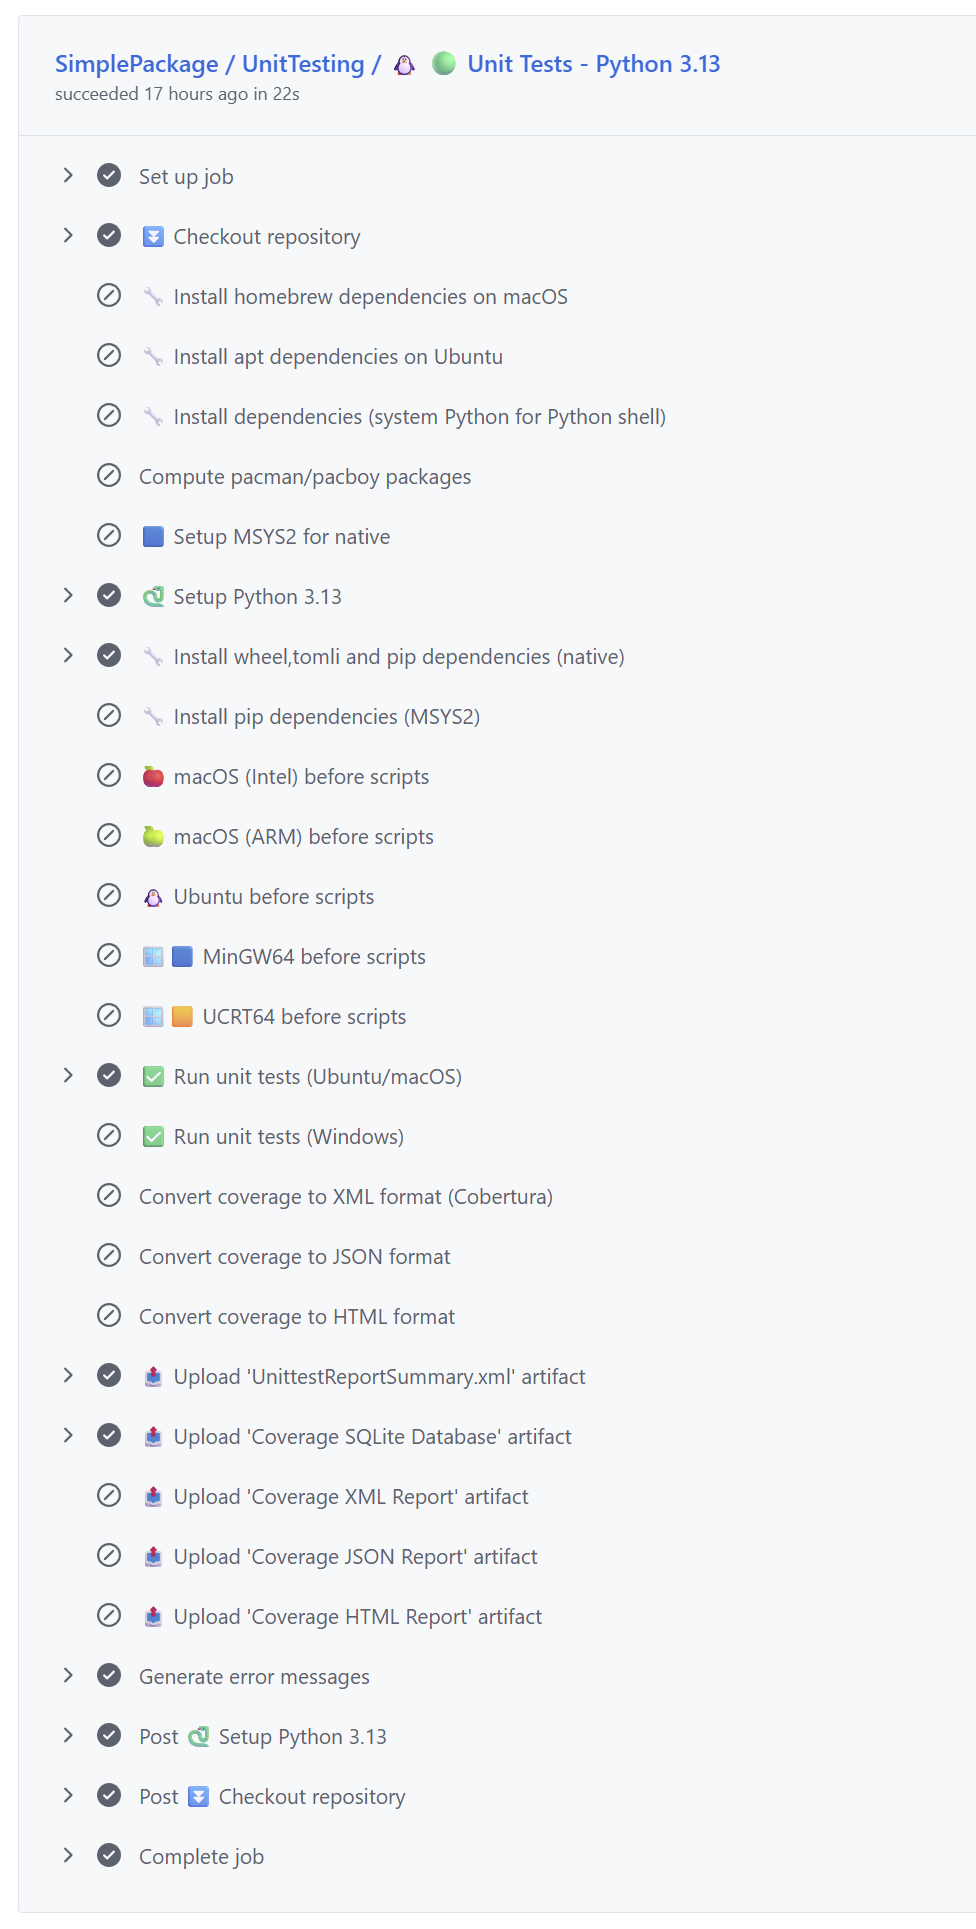 SimplePackage / UnitTesting / 🐧 🟢 Unit Tests - Python 3.13
succeeded 17 hours ago in 22s
Set up job
⏬ Checkout repository
🔧 Install homebrew dependencies on macOS
🔧 Install apt dependencies on Ubuntu
🔧 Install dependencies (system Python for Python shell)
Compute pacman/pacboy packages
🟦 Setup MSYS2 for native
🐍 Setup Python 3.13
🔧 Install wheel,tomli and pip dependencies (native)
🔧 Install pip dependencies (MSYS2)
🍎 macOS (Intel) before scripts
🍏 macOS (ARM) before scripts
🐧 Ubuntu before scripts
🪟🟦 MinGW64 before scripts
🪟🟧 UCRT64 before scripts
✅ Run unit tests (Ubuntu/macOS)
✅ Run unit tests (Windows)
Convert coverage to XML format (Cobertura)
Convert coverage to JSON format
Convert coverage to HTML format
📤 Upload 'UnittestReportSummary.xml' artifact
📤 Upload 'Coverage SQLite Database' artifact
📤 Upload 'Coverage XML Report' artifact
📤 Upload 'Coverage JSON Report' artifact
📤 Upload 'Coverage HTML Report' artifact
Generate error messages
Post 🐍 Setup Python 3.13
Post ⏬ Checkout repository
Complete job